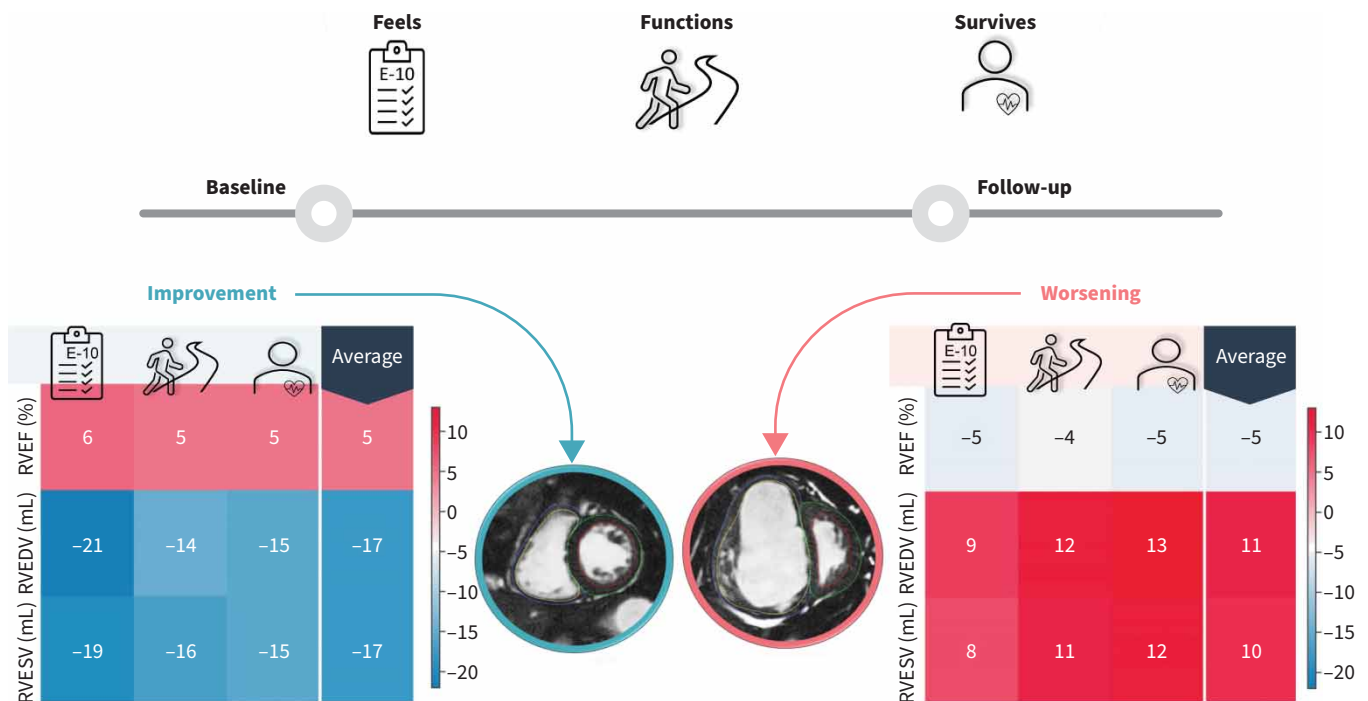 Feels Functions Survives
E-10
Baseline Follow-up
Improvement Worsening
E-10 Average
RVEF (%) 6 5 5 5
RVEDV (mL) –21 –14 –15 –17
RVESV (mL) –19 –16 –15 –17
10
5
0
–5
–10
–15
–20
E-10 Average
RVEF (%) –5 –4 –5 –5
RVEDV (mL) 9 12 13 11
RVESV (mL) 8 11 12 10
10
5
0
–5
–10
–15
–20